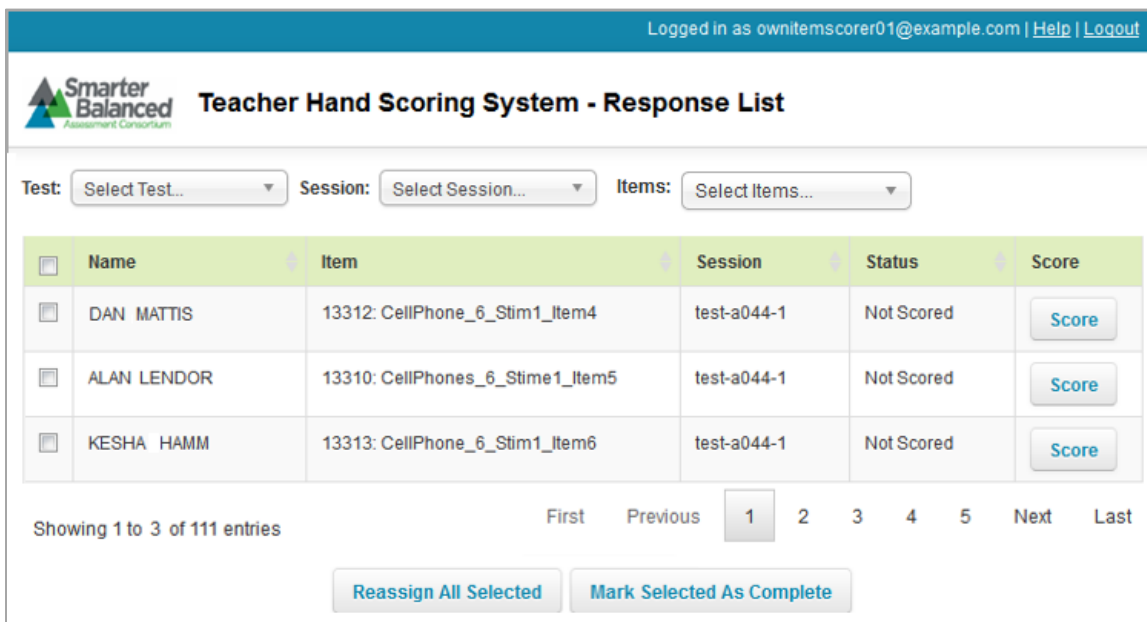 Logged in as ownitemscorer01@example.com | Help | Logout
Smarter
Balanced
Assessment Consortium
Teacher Hand Scoring System - Response List
Test: Select Test... Session: Select Session... Items: Select Items...
Name Item Session Status Score
DAN MATTIS 13312: CellPhone_6_Stim1_Item4 test-a044-1 Not Scored Score
ALAN LENDOR 13310: CellPhones_6_Stime1_Item5 test-a044-1 Not Scored Score
KESHA HAMM 13313: CellPhone_6_Stim1_Item6 test-a044-1 Not Scored Score
Showing 1 to 3 of 111 entries First Previous 1 2 3 4 5 Next Last
Reassign All Selected Mark Selected As Complete